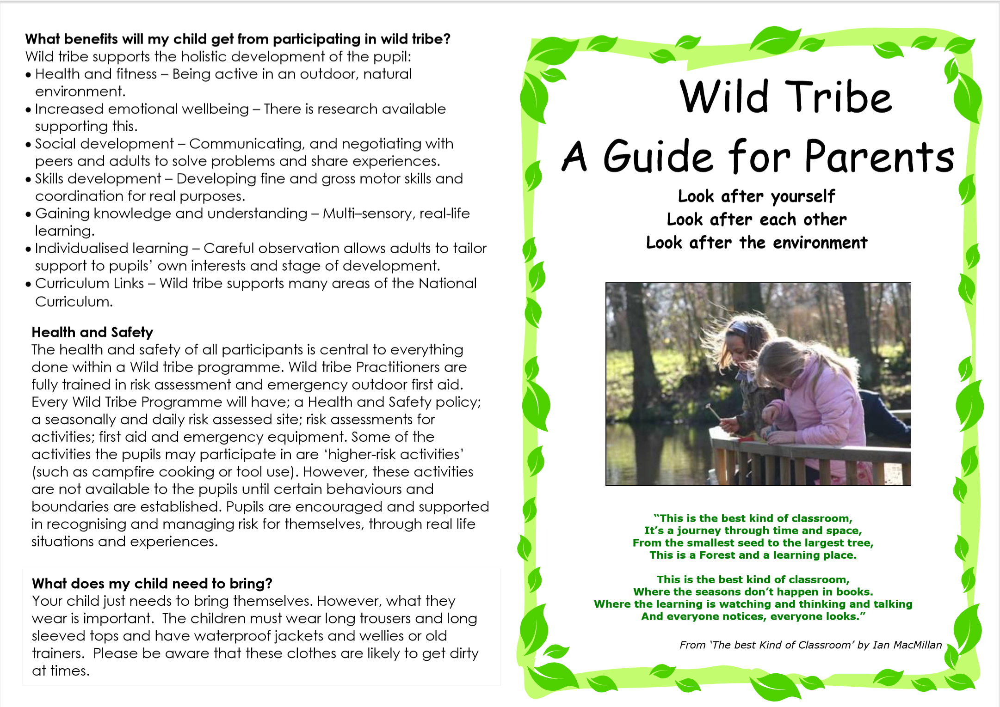 What benefits will my child get from participating in wild tribe?
Wild tribe supports the holistic development of the pupil:
• Health and fitness – Being active in an outdoor, natural
environment.
• Increased emotional wellbeing – There is research available
supporting this.
• Social development – Communicating, and negotiating with
peers and adults to solve problems and share experiences.
• Skills development – Developing fine and gross motor skills and
coordination for real purposes.
• Gaining knowledge and understanding – Multi–sensory, real-life
learning.
• Individualised learning – Careful observation allows adults to tailor
support to pupils’ own interests and stage of development.
• Curriculum Links – Wild tribe supports many areas of the National
Curriculum.
Health and Safety
The health and safety of all participants is central to everything
done within a Wild tribe programme. Wild tribe Practitioners are
fully trained in risk assessment and emergency outdoor first aid.
Every Wild Tribe Programme will have; a Health and Safety policy;
a seasonally and daily risk assessed site; risk assessments for
activities; first aid and emergency equipment. Some of the
activities the pupils may participate in are ‘higher-risk activities’
(such as campfire cooking or tool use). However, these activities
are not available to the pupils until certain behaviours and
boundaries are established. Pupils are encouraged and supported
in recognising and managing risk for themselves, through real life
situations and experiences.
What does my child need to bring?
Your child just needs to bring themselves. However, what they
wear is important.  The children must wear long trousers and long
sleeved tops and have waterproof jackets and wellies or old
trainers.  Please be aware that these clothes are likely to get dirty
at times.
Wild Tribe
A Guide for Parents
Look after yourself
Look after each other
Look after the environment
“This is the best kind of classroom,
It’s a journey through time and space,
From the smallest seed to the largest tree,
This is a Forest and a learning place.
This is the best kind of classroom,
Where the seasons don’t happen in books.
Where the learning is watching and thinking and talking
And everyone notices, everyone looks.”
From ‘The best Kind of Classroom’ by Ian MacMillan